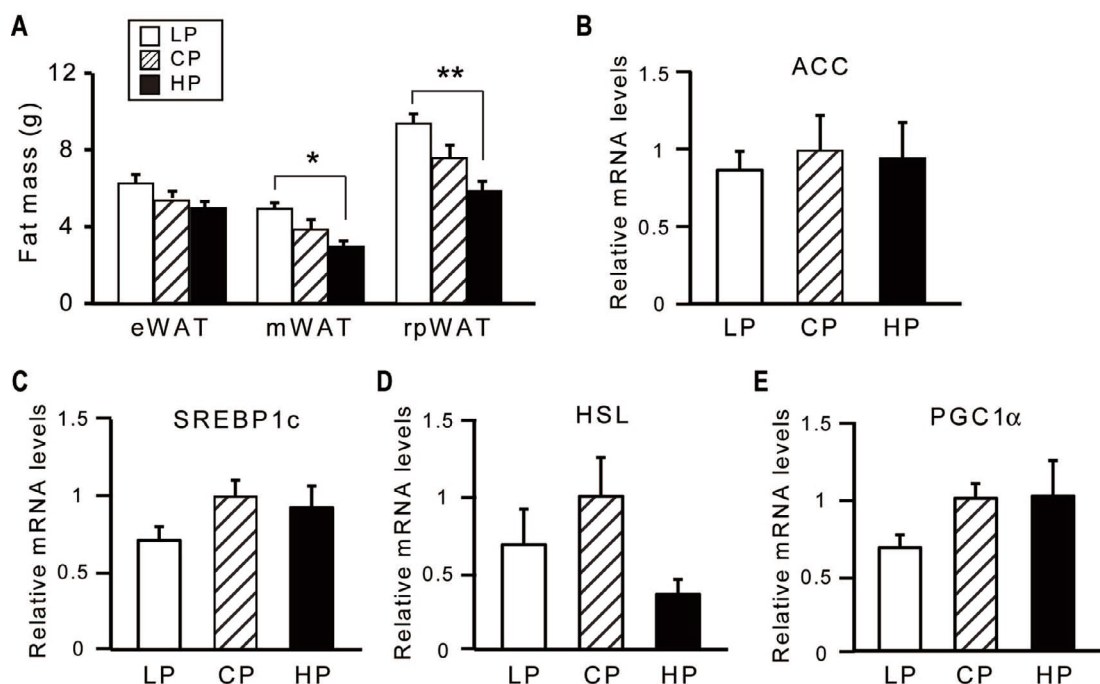 A
LP
CP
HP
Fat mass (g)
12
8
4
0
*
**
eWAT mWAT rpWAT
B
ACC
Relative mRNA levels
1.5
1
0.5
0
LP CP HP
C
SREBP1c
Relative mRNA levels
1.5
1
0.5
0
LP CP HP
D
HSL
Relative mRNA levels
1.5
1
0.5
0
LP CP HP
E
PGC1α
Relative mRNA levels
1.5
1
0.5
0
LP CP HP